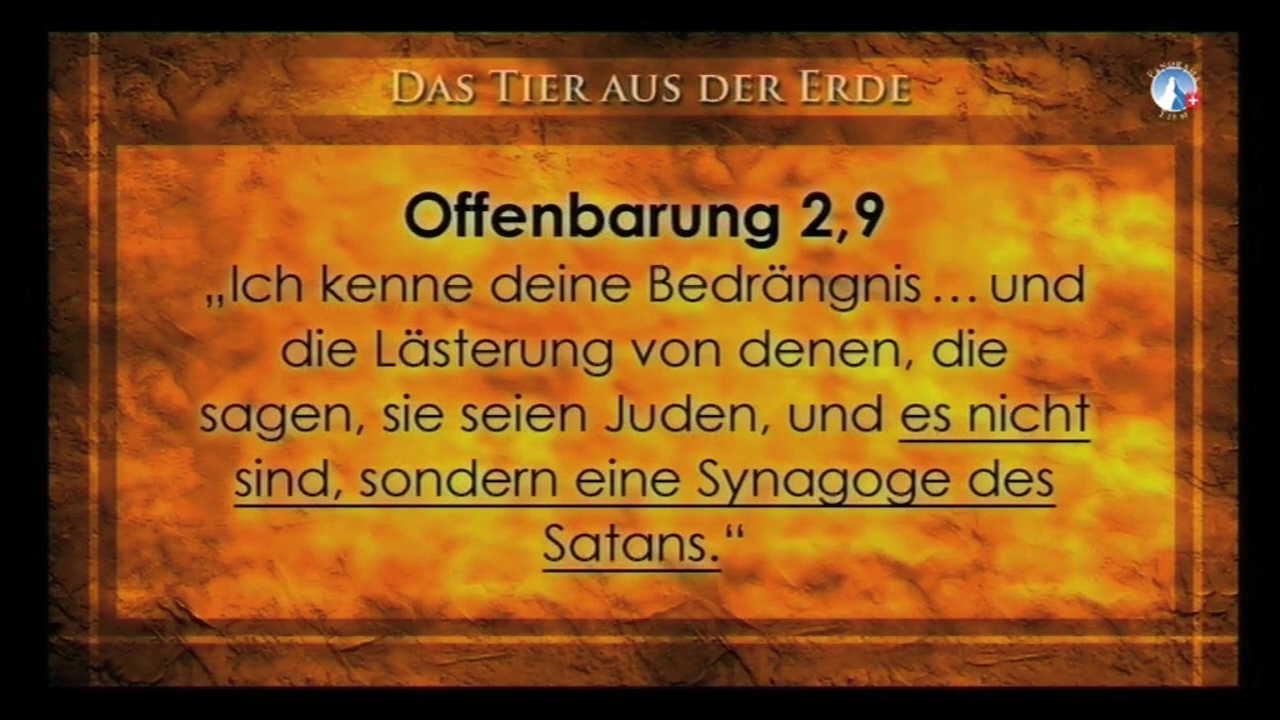 DAS TIER AUS DER ERDE
Offenbarung 2,9
„Ich kenne deine Bedrängnis… und
die Lästerung von denen, die
sagen, sie seien Juden, und es nicht
sind, sondern eine Synagoge des
Satans.“